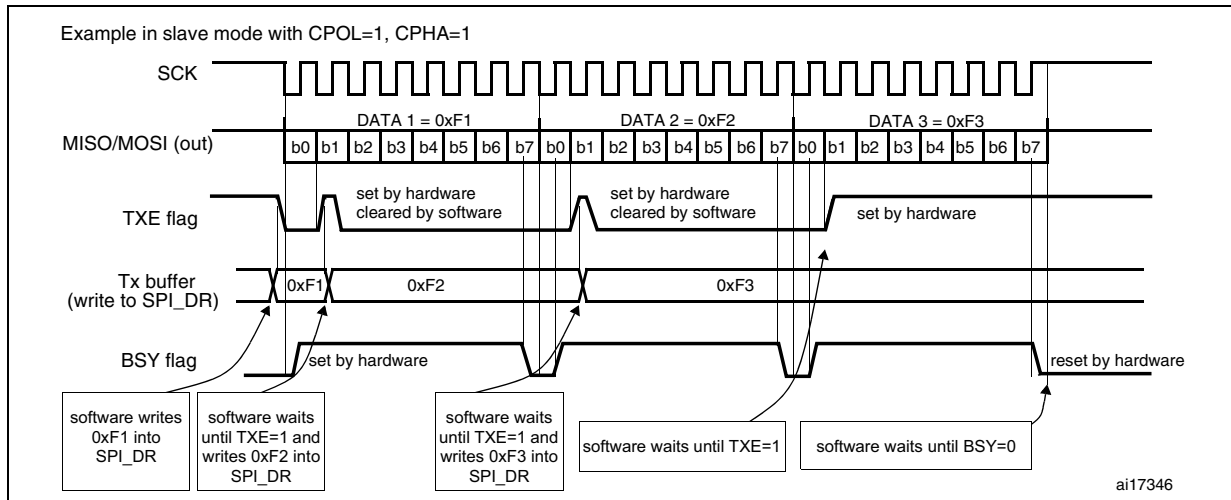 Example in slave mode with CPOL=1, CPHA=1
SCK
DATA 1 = 0xF1
DATA 2 = 0xF2
DATA 3 = 0xF3
MISO/MOSI (out)
b0 b1 b2 b3 b4 b5 b6 b7 b0 b1 b2 b3 b4 b5 b6 b7 b0 b1 b2 b3 b4 b5 b6 b7
TXE flag
set by hardware
cleared by software
set by hardware
cleared by software
set by hardware
Tx buffer
(write to SPI_DR)
0xF1
0xF2
0xF3
BSY flag
set by hardware
reset by hardware
software writes
0xF1 into
SPI_DR
software waits
until TXE=1 and
writes 0xF2 into
SPI_DR
software waits
until TXE=1 and
writes 0xF3 into
SPI_DR
software waits until TXE=1
software waits until BSY=0
ai17346